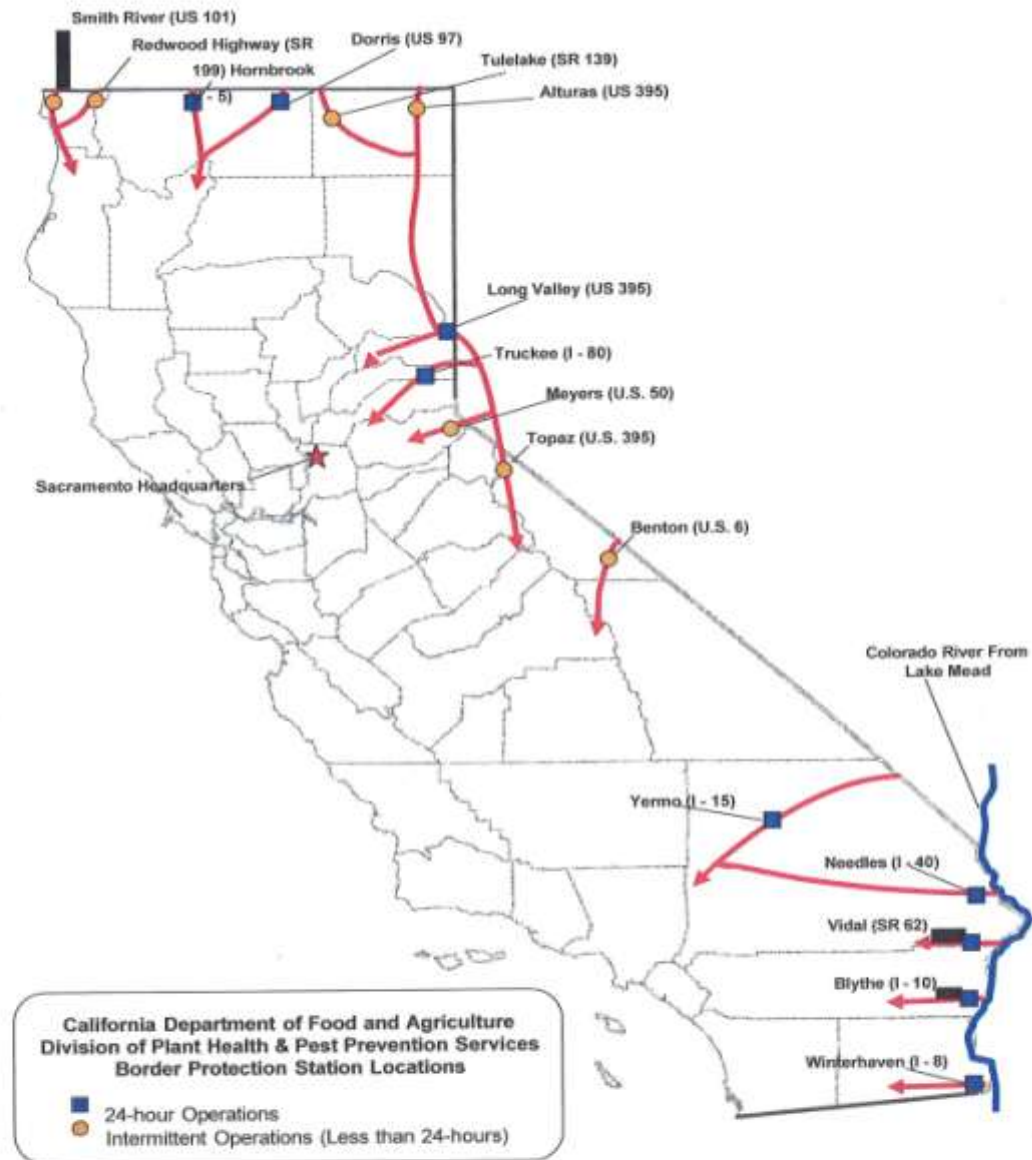 Smith River (US 101)
Redwood Highway (SR
199) Hornbrook
- 5)
Dorris (US 97)
Tulelake (SR 139)
Alturas (US 395)
Long Valley (US 395)
Truckee (I - 80)
Meyers (U.S. 50)
Topaz (U.S. 395)
Sacramento Headquarters
Benton (U.S. 6)
Colorado River From
Lake Mead
Yermo (I - 15)
Needles (I - 40)
Vidal (SR 62)
Blythe (I - 10)
Winterhaven (I - 8)
California Department of Food and Agriculture
Division of Plant Health & Pest Prevention Services
Border Protection Station Locations
24-hour Operations
Intermittent Operations (Less than 24-hours)